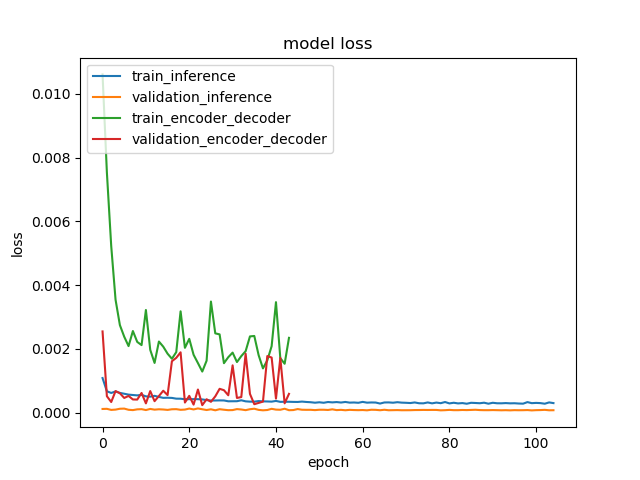 model loss
train_inference
validation_inference
train_encoder_decoder
validation_encoder_decoder
0.010
0.008
0.006
0.004
0.002
0.000
loss
0 20 40 60 80 100
epoch